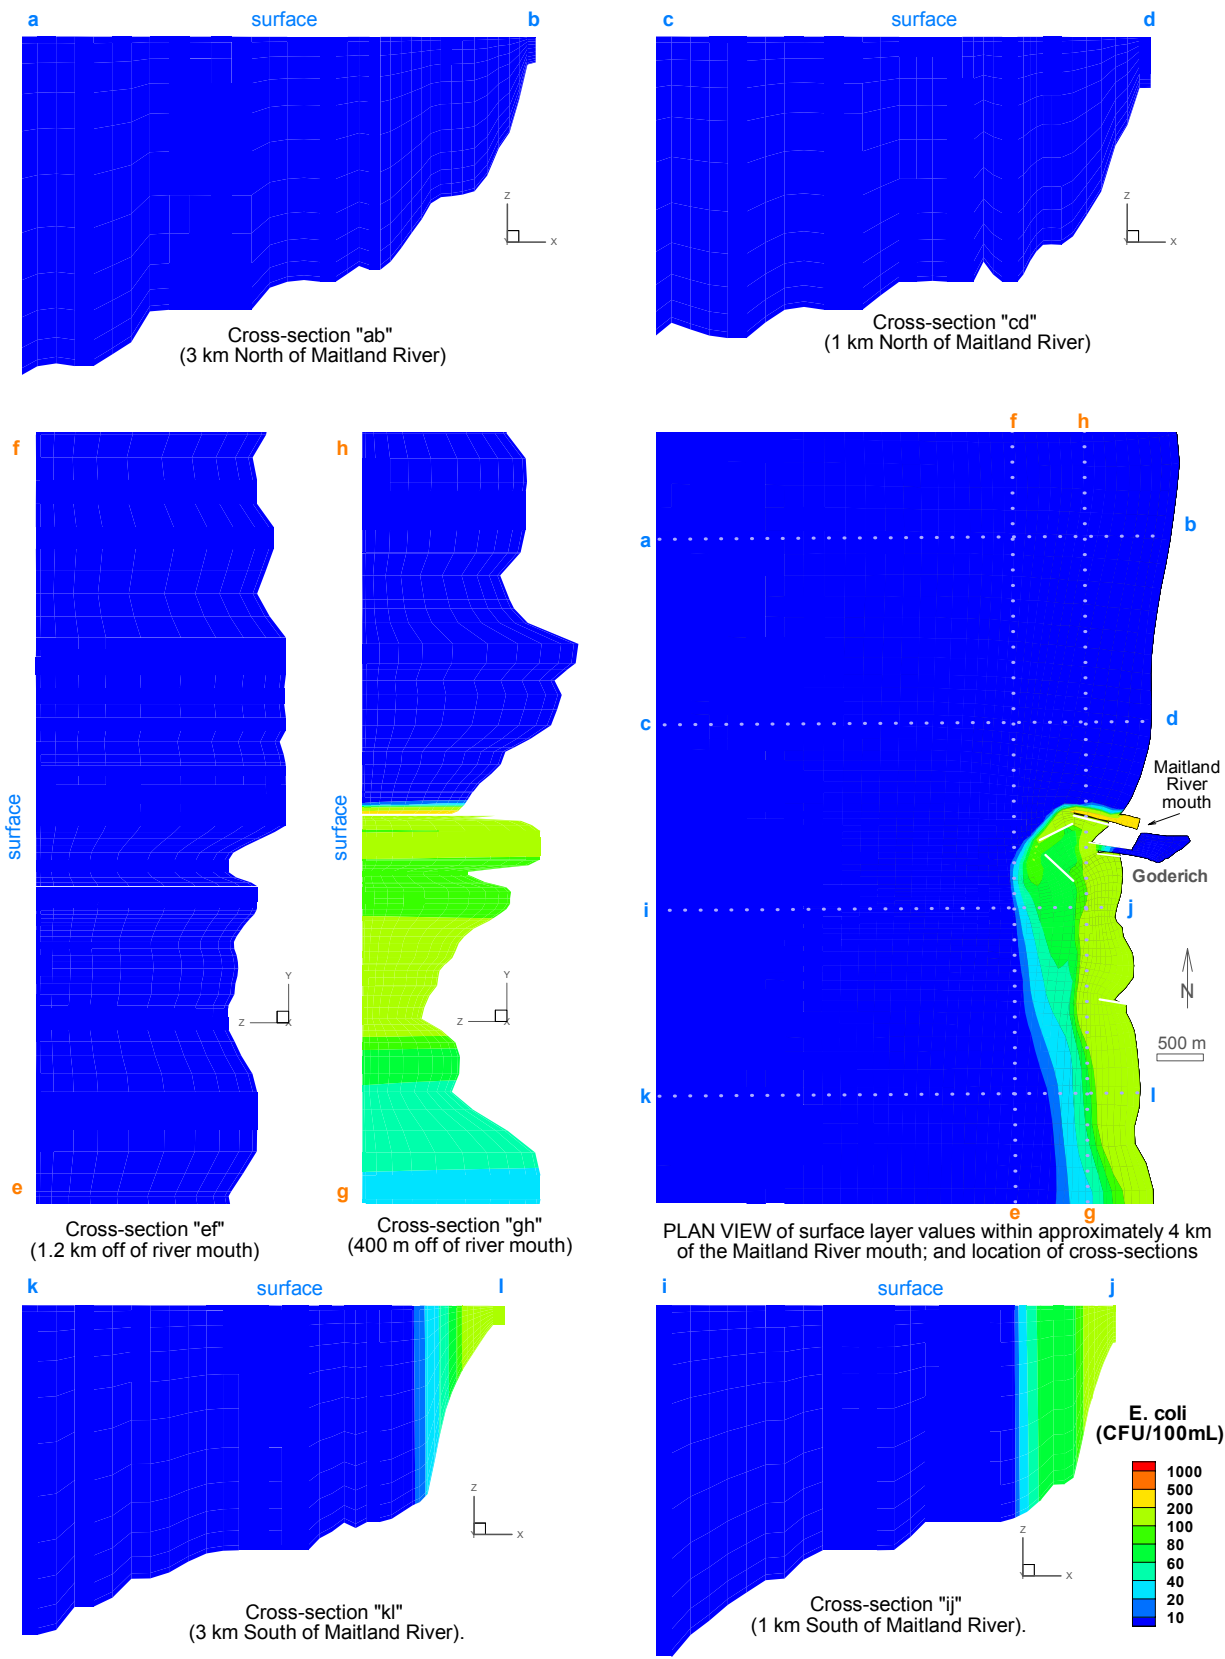 a surface b
c surface d
Z
X
Y
Cross-section "ab"
(3 km North of Maitland River)
Z
X
Y
Cross-section "cd"
(1 km North of Maitland River)
f
surface
e
Y
Z
X
Cross-section "ef"
(1.2 km off of river mouth)
h
surface
g
Y
Z
X
Cross-section "gh"
(400 m off of river mouth)
f h
a b
c d
Maitland
River
mouth
Goderich
i j
N
500 m
k l
e g
PLAN VIEW of surface layer values within approximately 4 km
of the Maitland River mouth; and location of cross-sections
k surface l
Z
X
Y
Cross-section "kl"
(3 km South of Maitland River).
i surface j
Z
X
Y
Cross-section "ij"
(1 km South of Maitland River).
E. coli
(CFU/100mL)
1000
500
200
100
80
60
40
20
10